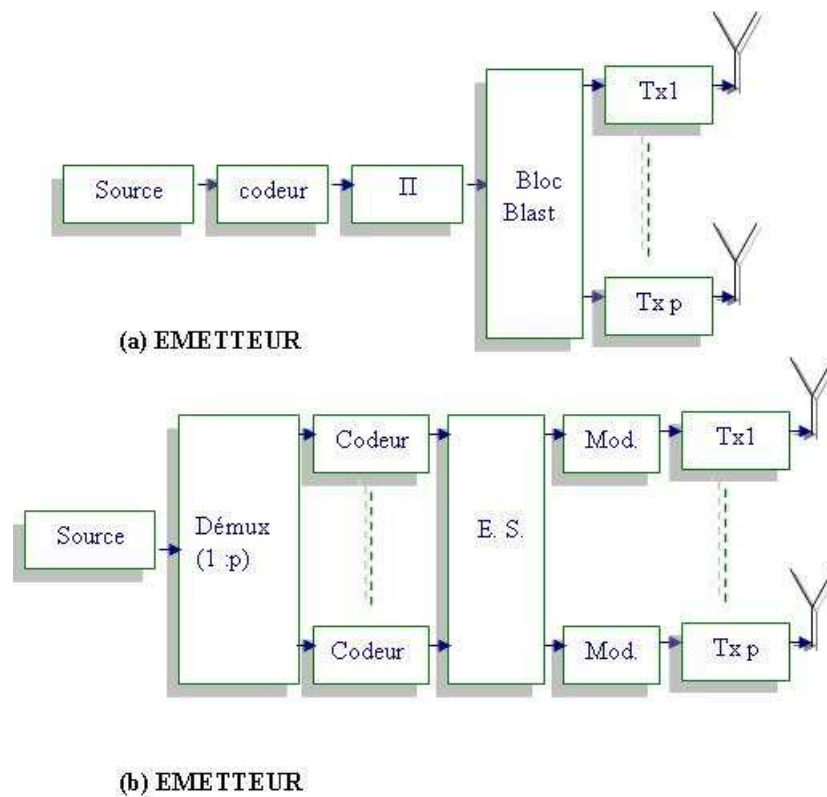 Tx1
Source
codeur
Π
Bloc
Blast
Tx p
(a) EMETTEUR
Codeur
Mod.
Tx1
Source
Démux
(1 :p)
E. S.
Codeur
Mod.
Tx p
(b) EMETTEUR